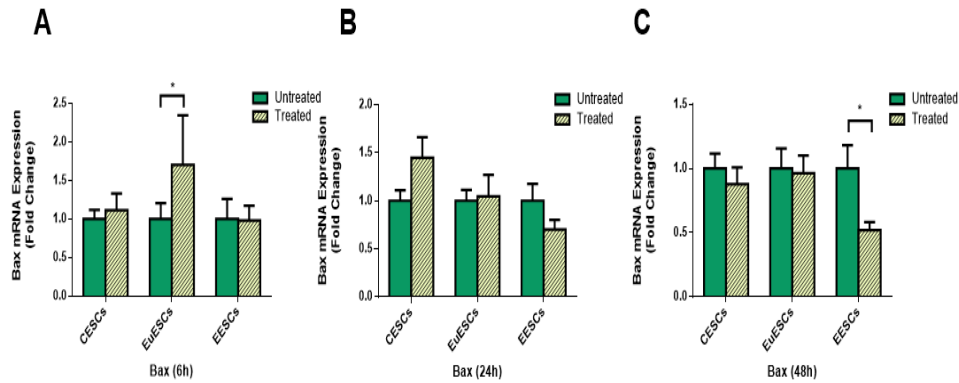 A
Bax mRNA Expression
(Fold Change)
2.5
2.0
1.5
1.0
0.5
0.0
*
Untreated
Treated
CESCs
EuESCs
EESCs
Bax (6h)
B
Bax mRNA Expression
(Fold Change)
2.0
1.5
1.0
0.5
0.0
Untreated
Treated
CESCs
EuESCs
EESCs
Bax (24h)
C
Bax mRNA Expression
(Fold Change)
1.5
1.0
0.5
0.0
Untreated
Treated
*
CESCs
EuESCs
EESCs
Bax (48h)